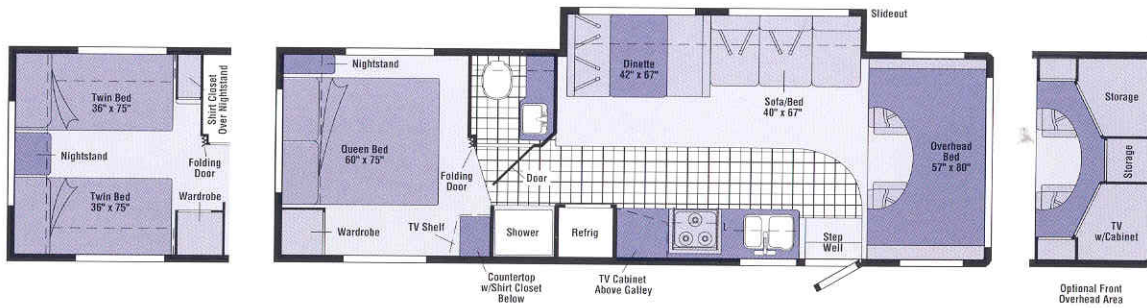 Twin Bed
36" x 75"
Shirt Closet
Over Nightstand
Nightstand
Folding
Door
Twin Bed
36" x 75"
Wardrobe
Nightstand
Queen Bed
60" x 75"
Folding
Door
Door
Wardrobe
TV Shelf
Shower
Refrig
Countertop
w/Shirt Closet
Below
TV Cabinet
Above Galley
Slideout
Dinette
42" x 67"
Sofa/Bed
40" x 67"
Step
Well
Overhead
Bed
57" x 80"
Storage
Storage
TV
w/Cabinet
Optional Front
Overhead Area